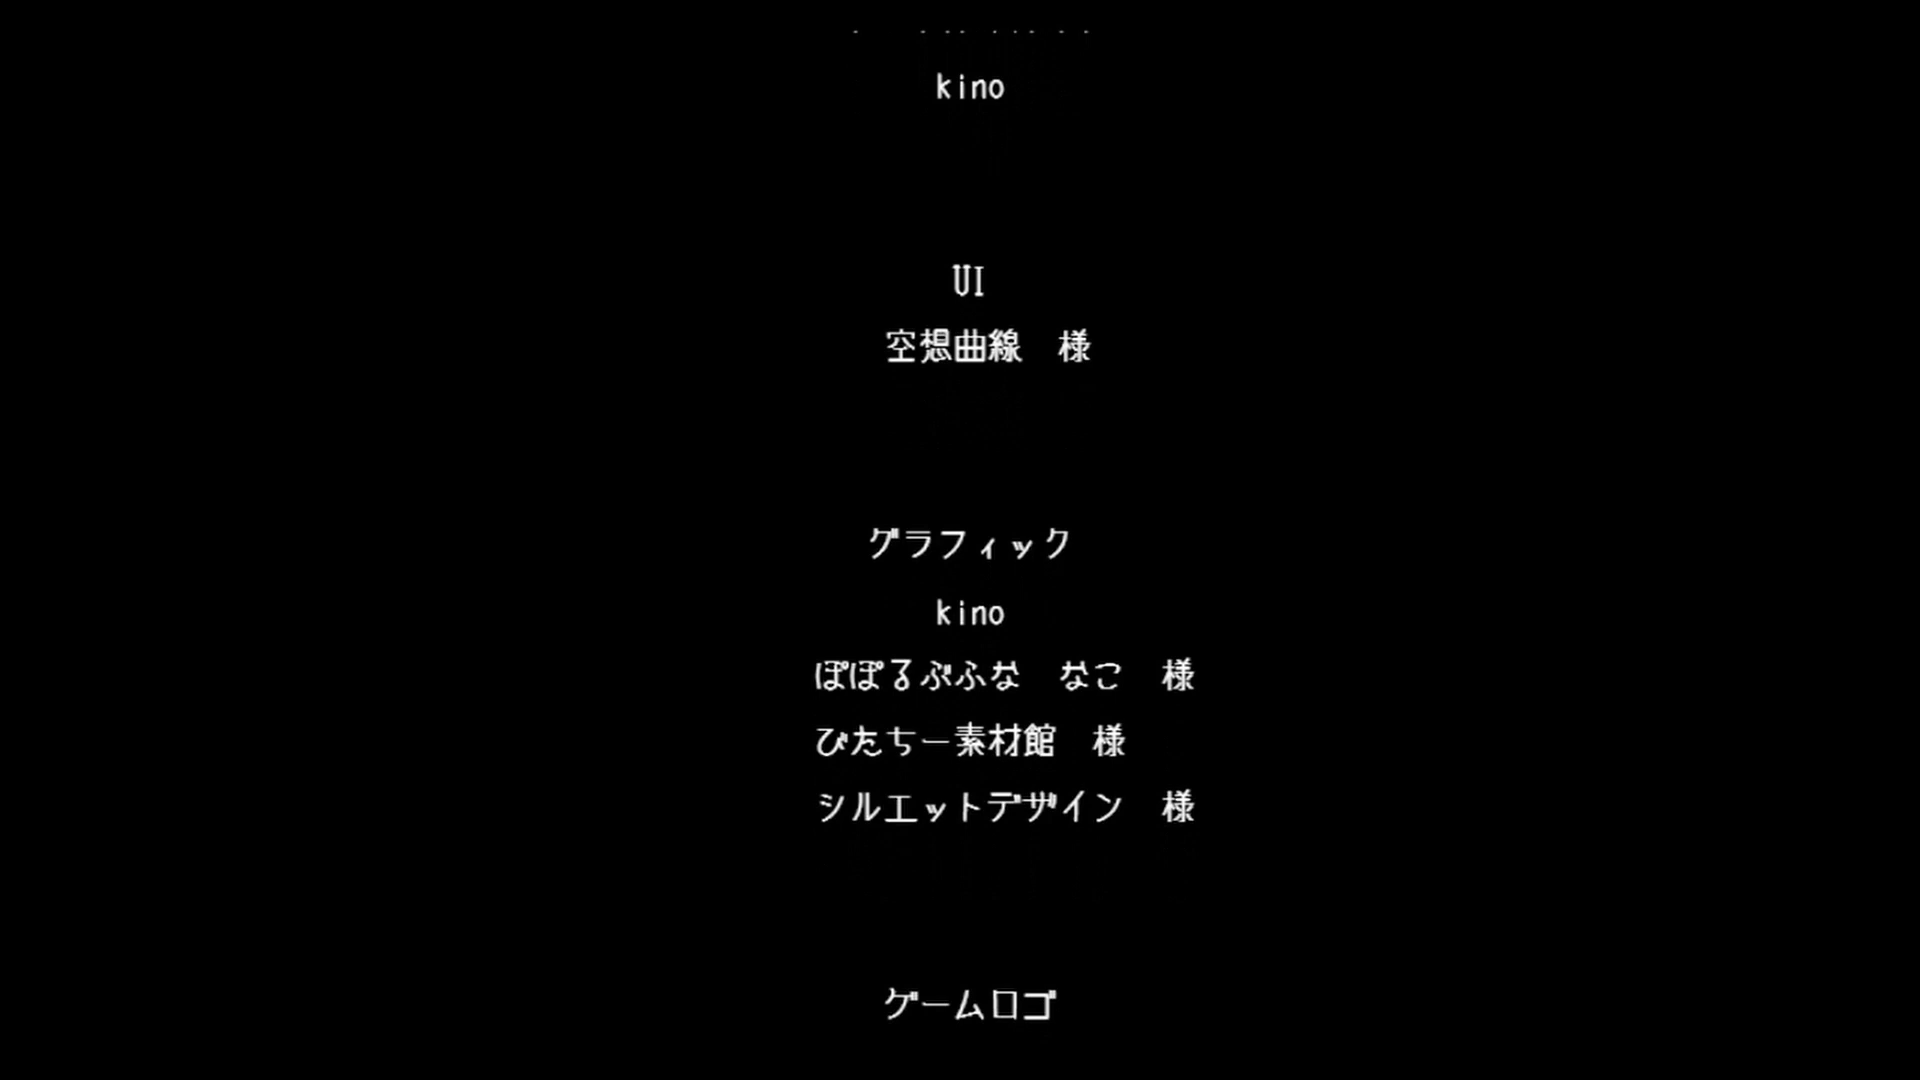 kino
UI
空想曲線　様
グラフィック
kino
ぽぽるぶふな　なこ　様
ひたちー素材館　様
シルエットデザイン　様
ゲームロゴ